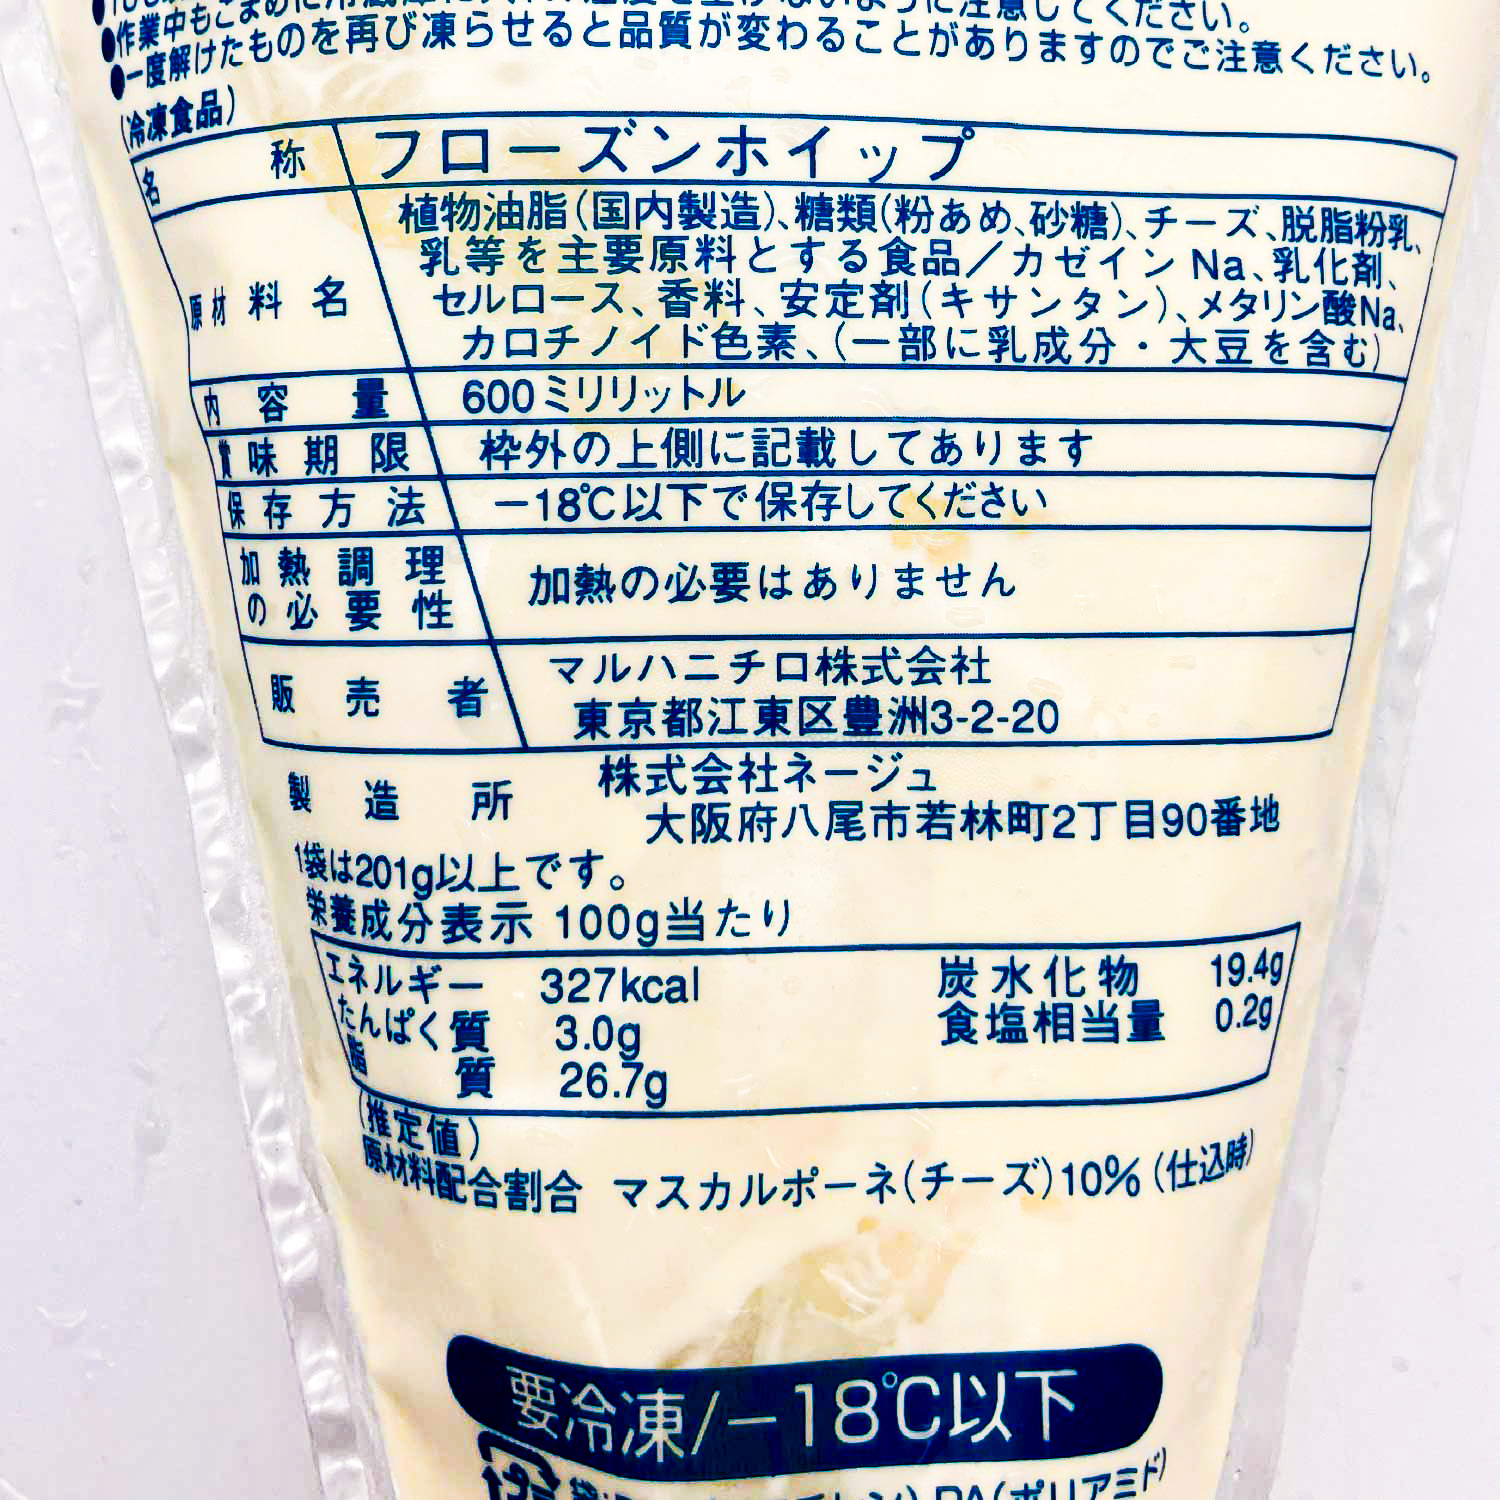 ●作業中もこまめに冷蔵庫に
に注意してください。
●一度解けたものを再び凍らせると品質が変わることがありますのでご注意ください。
(冷凍食品)
名称 フローズンホイップ
原材料名 植物油脂(国内製造)、糖類(粉あめ、砂糖)、チーズ、脱脂粉乳、
乳等を主要原料とする食品/カゼインNa、乳化剤、
セルロース、香料、安定剤(キサンタン)、メタリン酸Na、
カロチノイド色素、(一部に乳成分・大豆を含む)
内容量 600ミリリットル
賞味期限 枠外の上側に記載してあります
保存方法 −18℃以下で保存してください
加熱調理の必要性 加熱の必要はありません
販売者 マルハニチロ株式会社
東京都江東区豊洲3-2-20
製造所 株式会社ネージュ
大阪府八尾市若林町2丁目90番地
1袋は201g以上です。
栄養成分表示 100g当たり
エネルギー 327kcal 炭水化物 19.4g
たんぱく質 3.0g 食塩相当量 0.2g
脂質 26.7g
(推定値)
原材料配合割合 マスカルポーネ(チーズ)10%(仕込時)
要冷凍/−18℃以下
PA(ポリアミド)